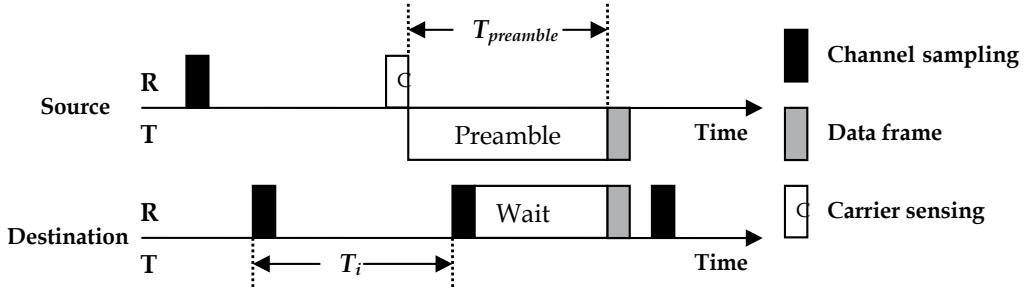 T_preamble
R
C
Source
T
Preamble
Time
R
Wait
Destination
T
T_i
Time
Channel sampling
Data frame
C
Carrier sensing